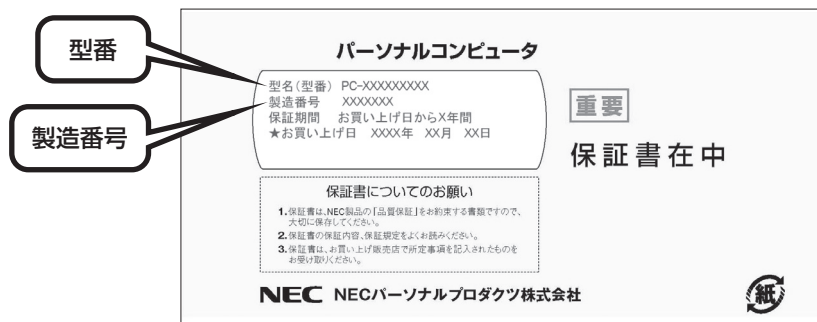 型番
製造番号
パーソナルコンピュータ
型名(型番) PC-XXXXXXXXX
製造番号 XXXXXXX
保証期間 お買い上げ日からX年間
★お買い上げ日 XXXX年 XX月 XX日
重要
保証書在中
保証書についてのお願い
1.保証書は、NEC製品の「品質保証」をお約束する書類ですので、
大切に保存してください。
2.保証書の保証内容、保証規定をよくお読みください。
3.保証書は、お買い上げ販売店で所定事項を記入されたものを
お受け取りください。
NEC NECパーソナルプロダクツ株式会社
紙